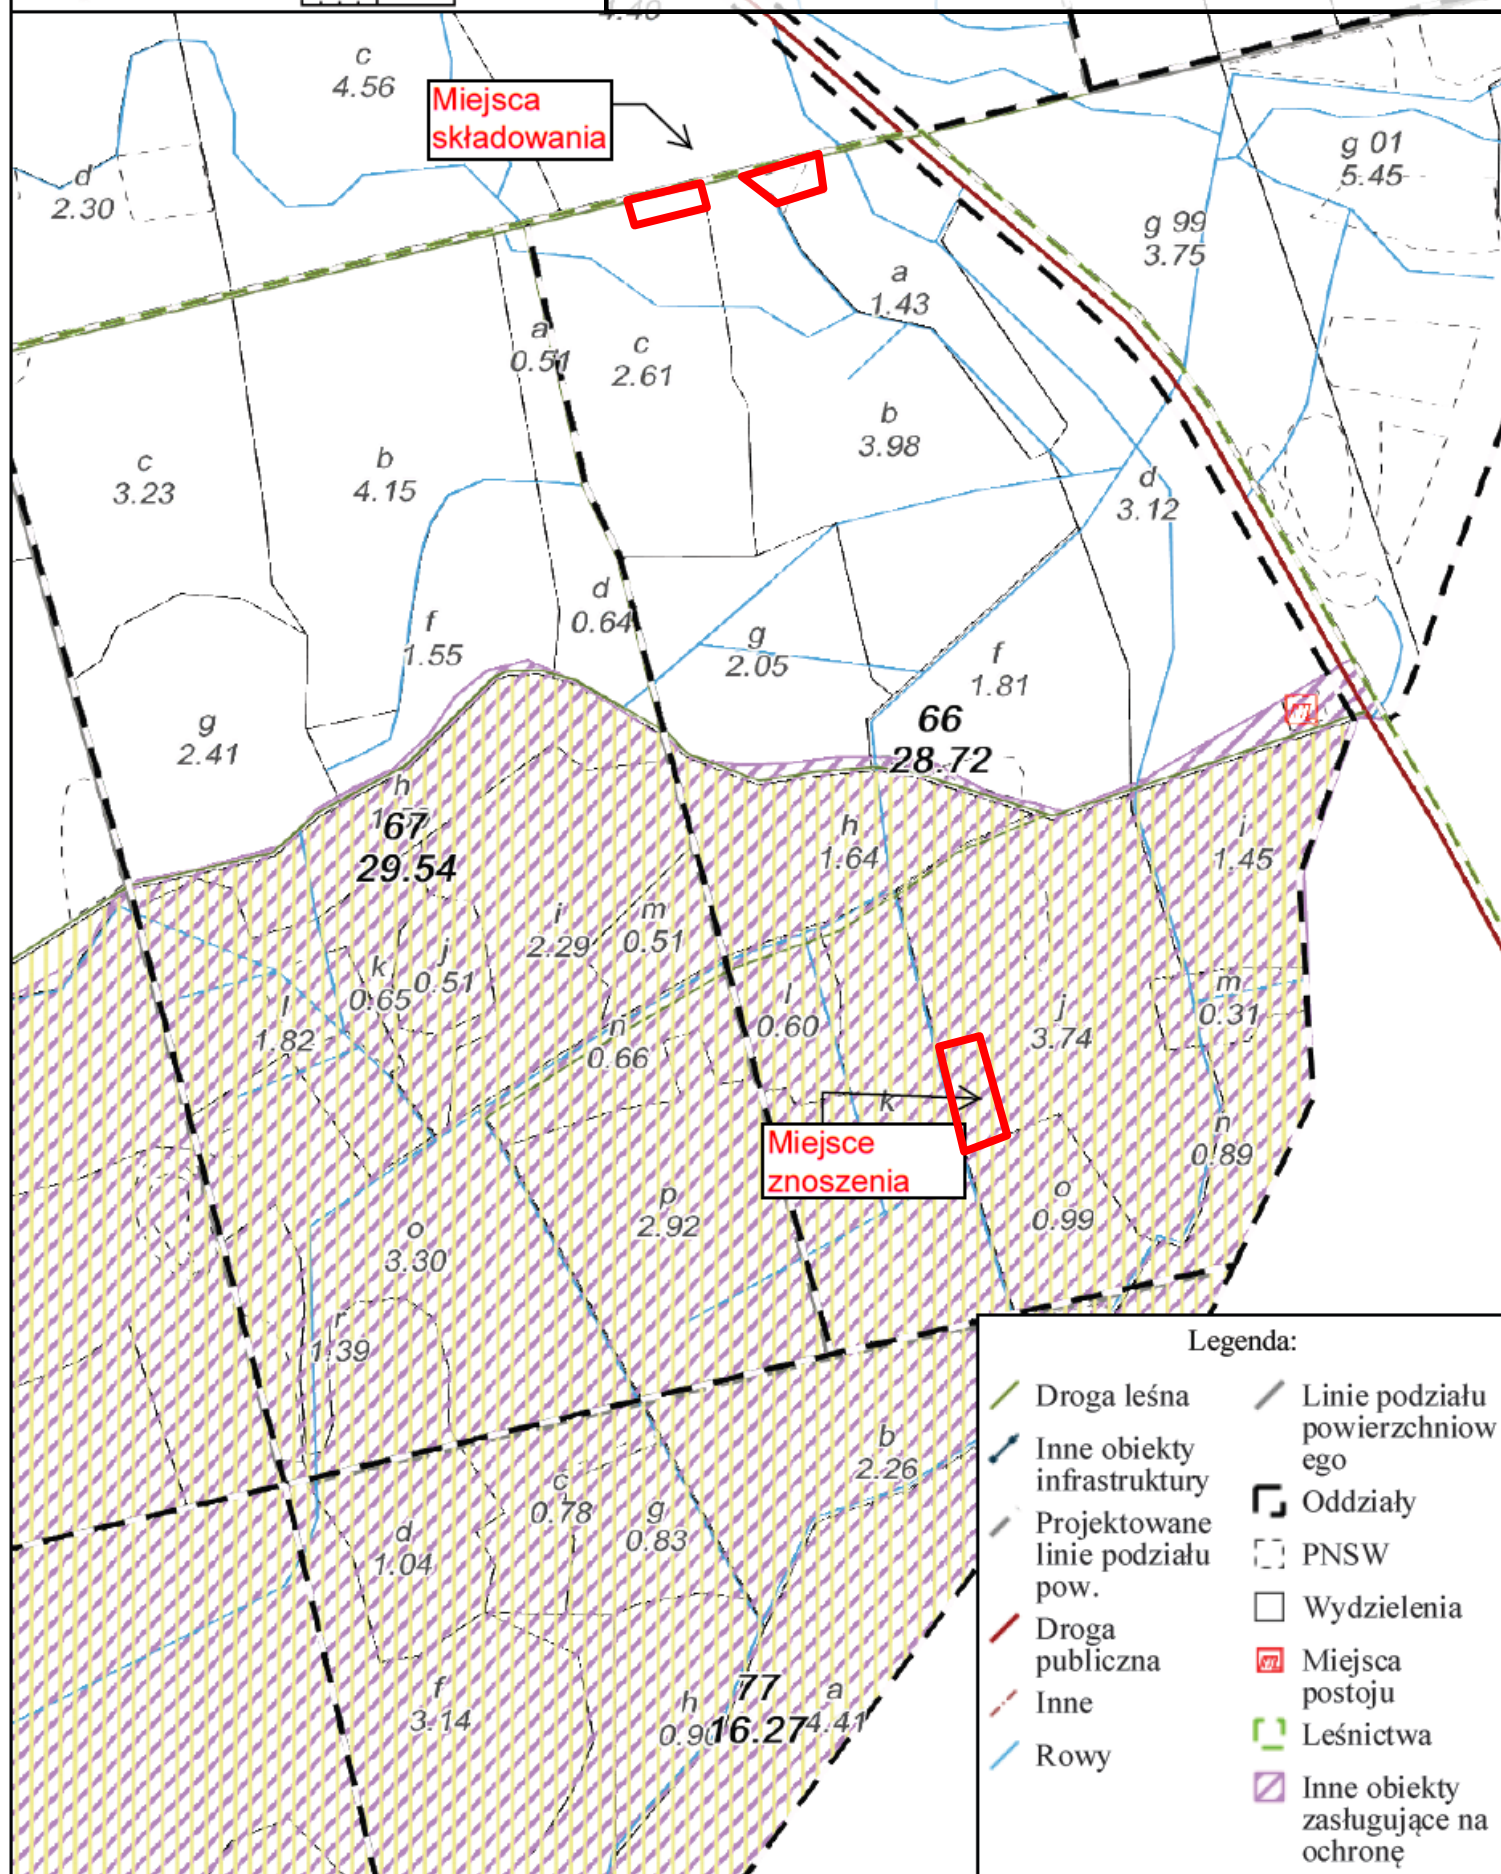 4.40
c
4.56
Miejsca
składowania
d
2.30
g 01
5.45
g 99
3.75
a
1.43
a
0.51
c
2.61
b
3.98
c
3.23
b
4.15
d
3.12
d
0.64
f
1.55
g
2.05
f
1.81
66
28.72
g
2.41
h
67
29.54
h
1.64
i
1.45
i
2.29
m
0.51
j
0.51
k
0.65
l
1.82
n
0.66
l
0.60
j
3.74
m
0.31
k
Miejsce
znoszenia
n
0.89
o
0.99
p
2.92
o
3.30
r
1.39
b
2.26
c
0.78
g
0.83
d
1.04
f
3.14
h
0.90
77
16.27
a
4.41
Legenda:
Droga leśna
Inne obiekty
infrastruktury
Projektowane
linie podziału
pow.
Droga
publiczna
Inne
Rowy
Linie podziału
powierzchniow
ego
Oddziały
PNSW
Wydzielenia
Miejsca
postoju
Leśnictwa
Inne obiekty
zasługujące na
ochronę